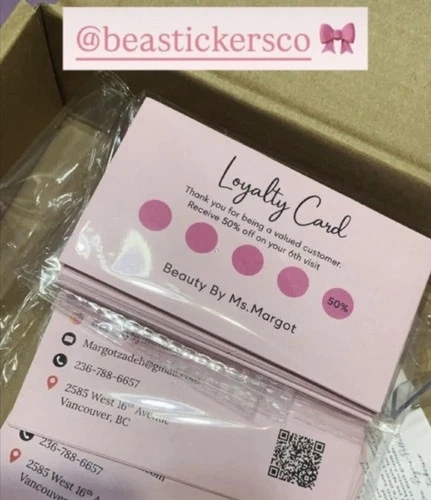 @beastickersco
Loyalty Card
Thank you for being a valued customer.
Receive 50% off on your 6th visit
50%
Beauty By Ms.Margot
236-788-6657
2585 West 16th Avenue
Vancouver, BC
236-788-6657
2585 West 16th
Vancouver